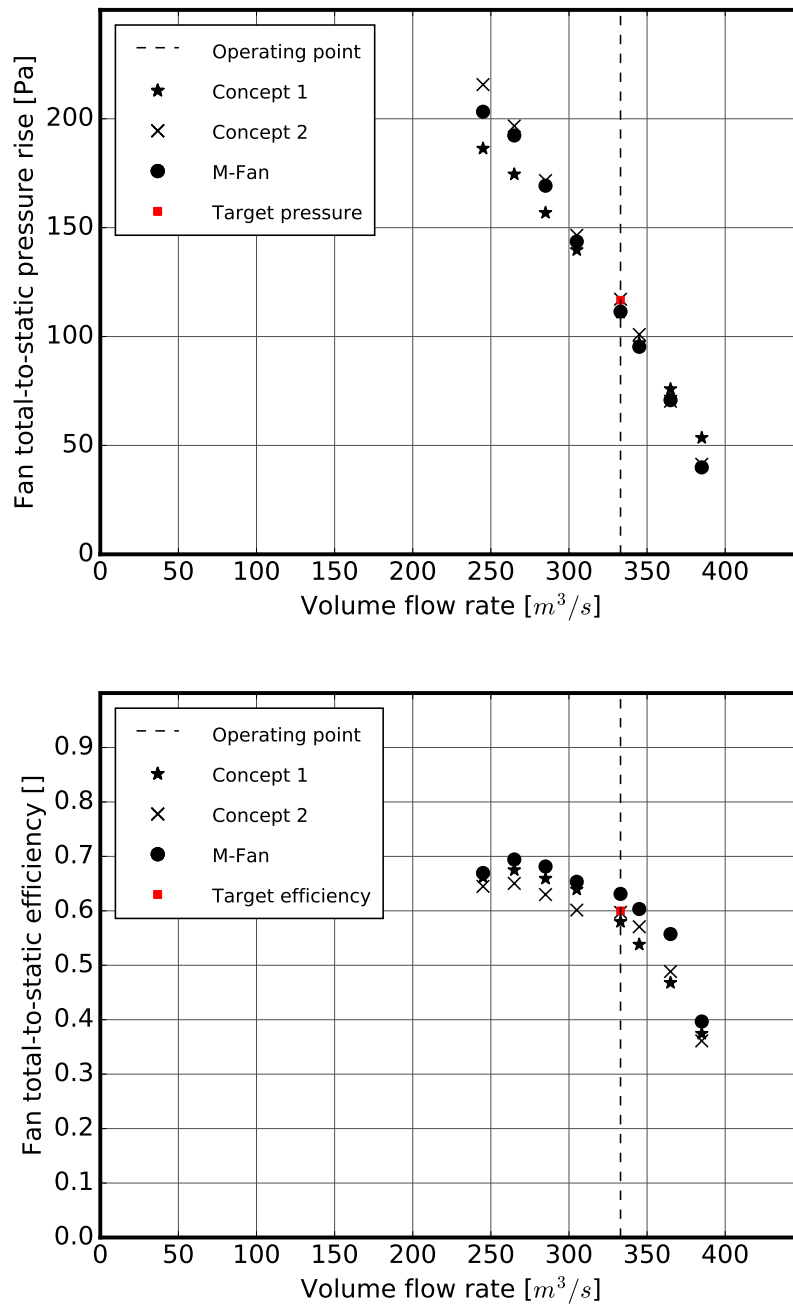 Fan total-to-static pressure rise [Pa]
Operating point
Concept 1
Concept 2
M-Fan
Target pressure
200
150
100
50
0
0 50 100 150 200 250 300 350 400
Volume flow rate [m³/s]
Fan total-to-static efficiency []
Operating point
Concept 1
Concept 2
M-Fan
Target efficiency
0.9
0.8
0.7
0.6
0.5
0.4
0.3
0.2
0.1
0.0
0 50 100 150 200 250 300 350 400
Volume flow rate [m³/s]